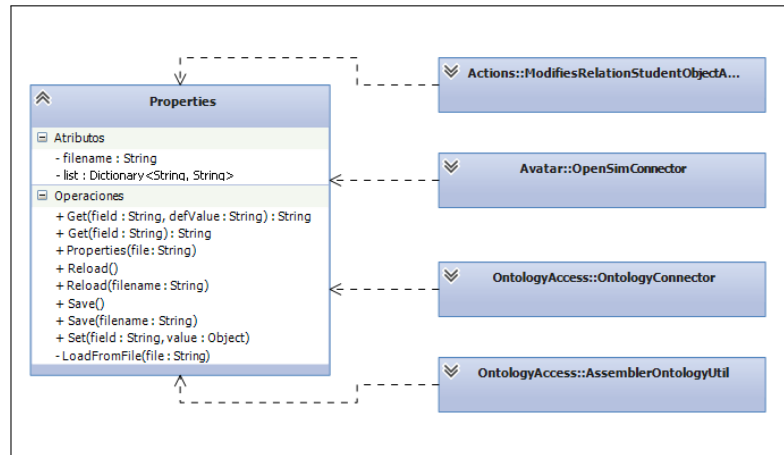 Properties
Atributos
- filename : String
- list : Dictionary<String, String>
Operaciones
+ Get(field : String, defValue : String) : String
+ Get(field : String) : String
+ Properties(file : String)
+ Reload()
+ Reload(filename : String)
+ Save()
+ Save(filename : String)
+ Set(field : String, value : Object)
- LoadFromFile(file : String)
Actions::ModifiesRelationStudentObjectA...
Avatar::OpenSimConnector
OntologyAccess::OntologyConnector
OntologyAccess::AssemblerOntologyUtil